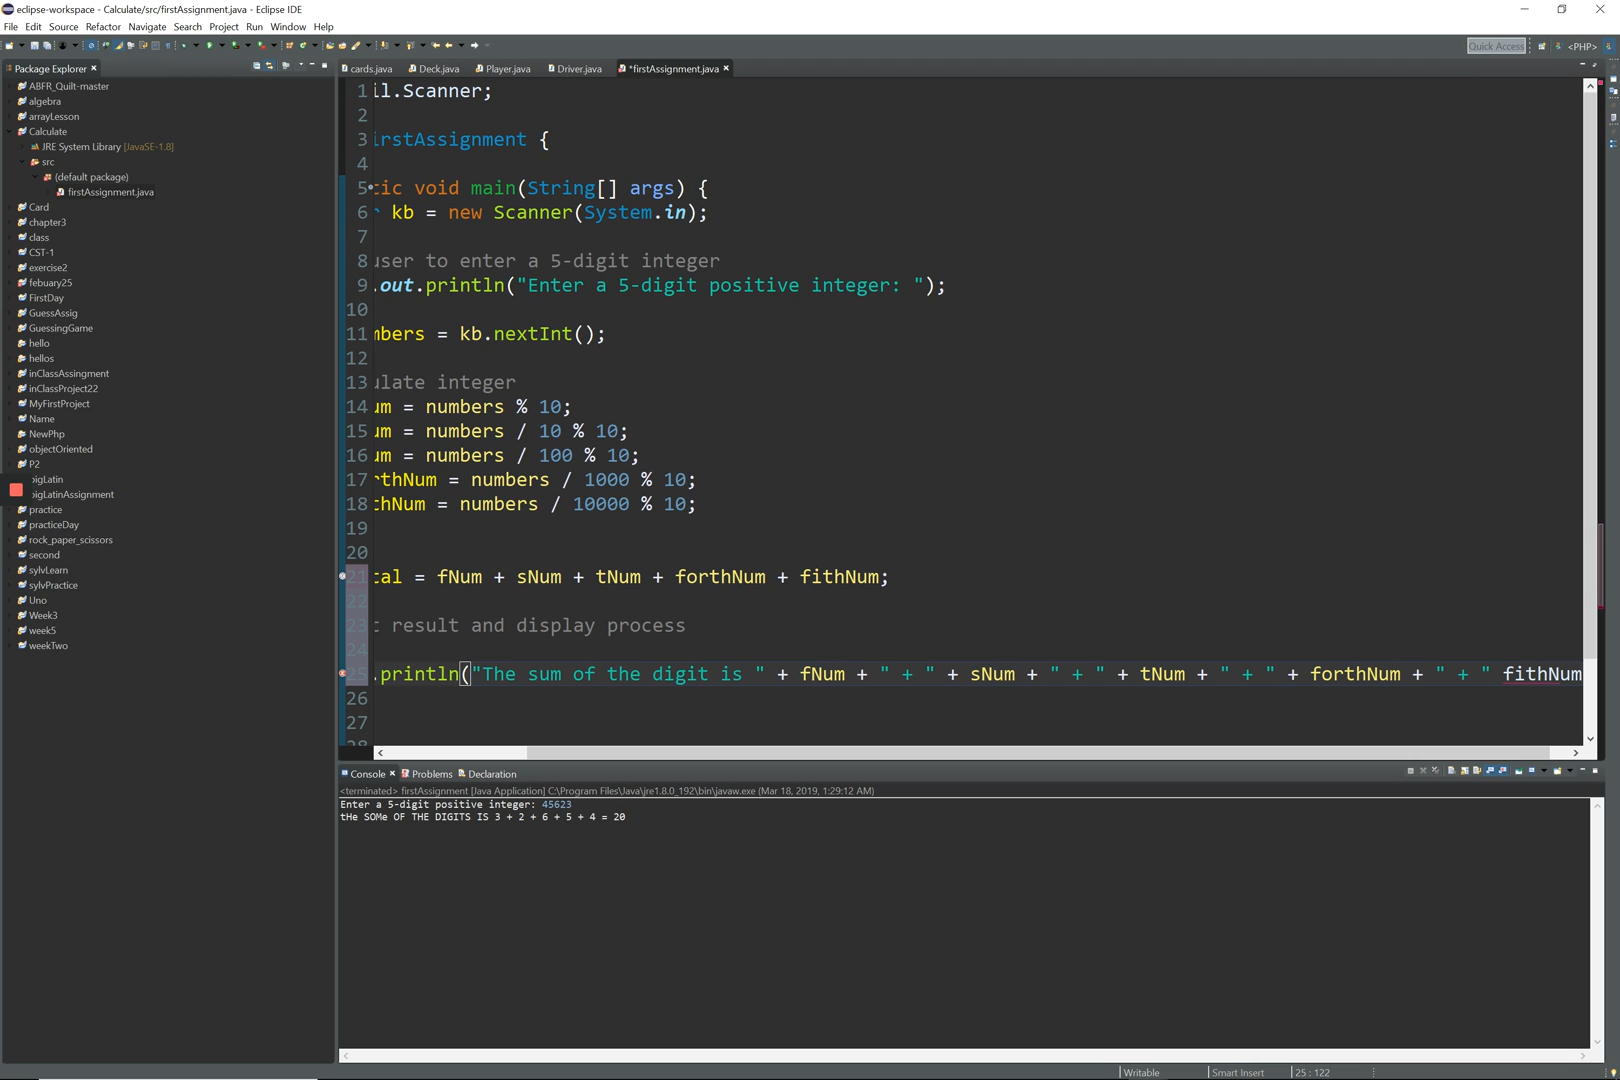 eclipse-workspace - Calculate/src/firstAssignment.java - Eclipse IDE
File Edit Source Refactor Navigate Search Project Run Window Help
Quick Access <PHP>
Package Explorer
cards.java Deck.java Player.java Driver.java *firstAssignment.java
ABFR_Quilt-master
algebra
arrayLesson
Calculate
JRE System Library [JavaSE-1.8]
src
(default package)
firstAssignment.java
Card
chapter3
class
CST-1
exercise2
febuary25
FirstDay
GuessAssig
GuessingGame
hello
hellos
inClassAssingment
inClassProject22
MyFirstProject
Name
NewPhp
objectOriented
P2
pigLatin
pigLatinAssignment
practice
practiceDay
rock_paper_scissors
second
sylvLearn
sylvPractice
Uno
Week3
week5
weekTwo
1 il.Scanner;
2
3 irstAssignment {
4
5 tic void main(String[] args) {
6 r kb = new Scanner(System.in);
7
8 user to enter a 5-digit integer
9 .out.println("Enter a 5-digit positive integer: ");
10
11 mbers = kb.nextInt();
12
13 ulate integer
14 um = numbers % 10;
15 um = numbers / 10 % 10;
16 um = numbers / 100 % 10;
17 rthNum = numbers / 1000 % 10;
18 thNum = numbers / 10000 % 10;
19
20
21 tal = fNum + sNum + tNum + forthNum + fithNum;
22
23 t result and display process
24
25 .println("The sum of the digit is " + fNum + " + " + sNum + " + " + tNum + " + " + forthNum + " + " fithNum
26
27
28
Console Problems Declaration
<terminated> firstAssignment [Java Application] C:\Program Files\Java\jre1.8.0_192\bin\javaw.exe (Mar 18, 2019, 1:29:12 AM)
Enter a 5-digit positive integer: 45623
tHe SOMe OF THE DIGITS IS 3 + 2 + 6 + 5 + 4 = 20
Writable Smart Insert 25 : 122